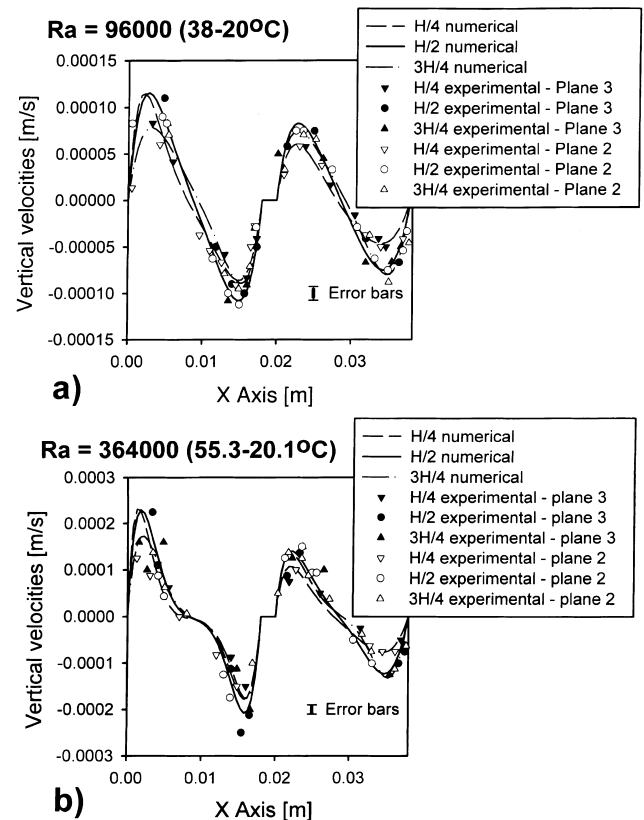 Ra = 96000 (38-20ºC)
H/4 numerical
H/2 numerical
3H/4 numerical
H/4 experimental - Plane 3
H/2 experimental - Plane 3
3H/4 experimental - Plane 3
H/4 experimental - Plane 2
H/2 experimental - Plane 2
3H/4 experimental - Plane 2
Vertical velocities [m/s]
0.00015
0.00010
0.00005
0.00000
-0.00005
-0.00010
-0.00015
Error bars
0.00
0.01
0.02
0.03
X Axis [m]
a)
Ra = 364000 (55.3-20.1ºC)
H/4 numerical
H/2 numerical
3H/4 numerical
H/4 experimental - plane 3
H/2 experimental - plane 3
3H/4 experimental - plane 3
H/4 experimental - plane 2
H/2 experimental - plane 2
3H/4 experimental - plane 2
Vertical velocities [m/s]
0.0003
0.0002
0.0001
0.0000
-0.0001
-0.0002
-0.0003
Error bars
0.00
0.01
0.02
0.03
X Axis [m]
b)